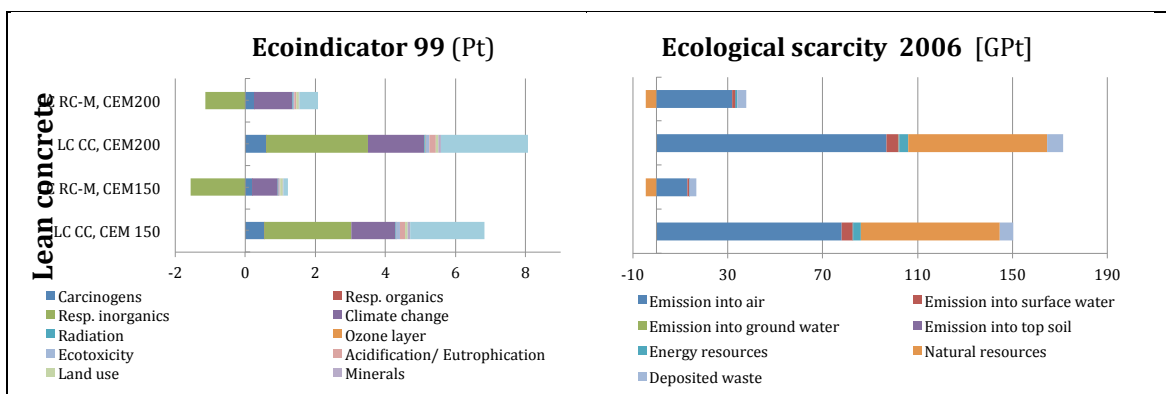 Ecoindicator 99 (Pt)
Lean concrete
C RC-M, CEM200
LC CC, CEM200
C RC-M, CEM150
LC CC, CEM 150
-2 0 2 4 6 8
Carcinogens
Resp. organics
Resp. inorganics
Climate change
Radiation
Ozone layer
Ecotoxicity
Acidification/ Eutrophication
Land use
Minerals
Ecological scarcity 2006 [GPt]
-10 30 70 110 150 190
Emission into air
Emission into surface water
Emission into ground water
Emission into top soil
Energy resources
Natural resources
Deposited waste